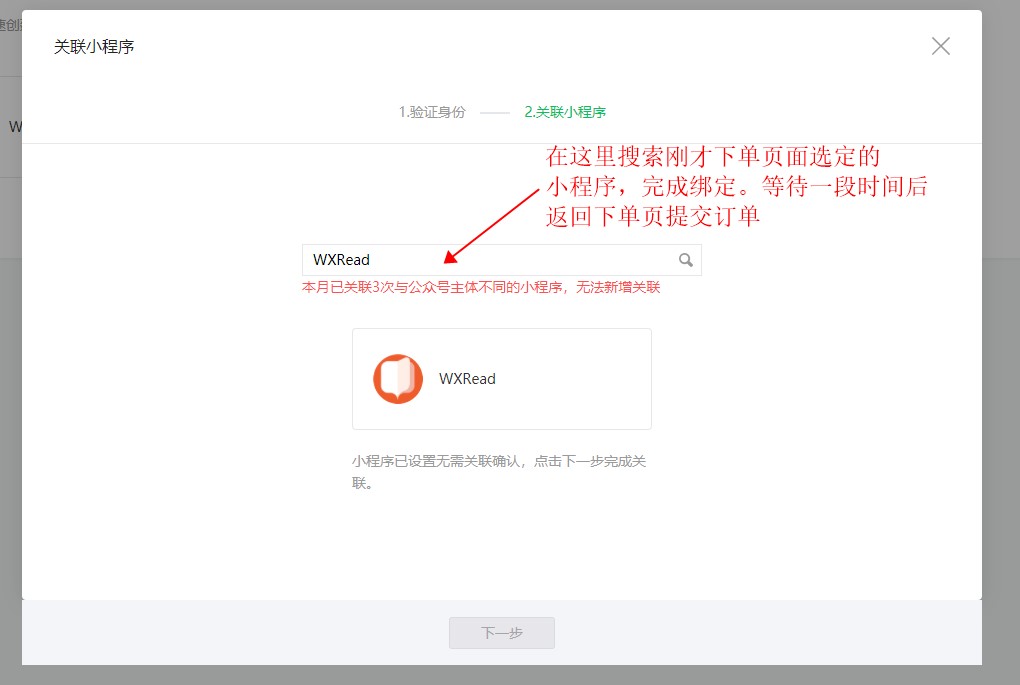 速创
关联小程序
1.验证身份
2.关联小程序
W
在这里搜索刚才下单页面选定的
小程序，完成绑定。等待一段时间后
返回下单页提交订单
WXRead
本月已关联3次与公众号主体不同的小程序，无法新增关联
WXRead
小程序已设置无需关联确认，点击下一步完成关
联。
下一步